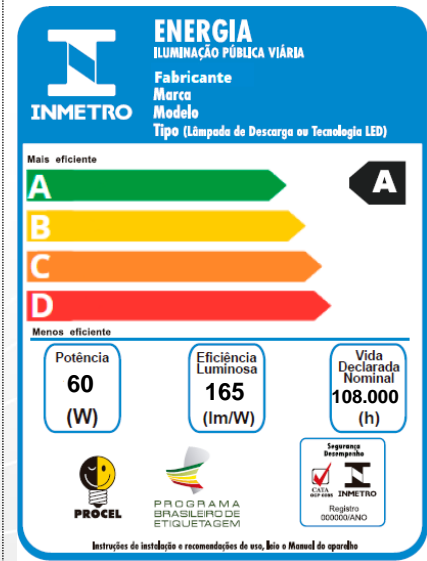 ENERGIA
ILUMINAÇÃO PÚBLICA VIÁRIA
Fabricante
Marca
Modelo
Tipo (Lâmpada de Descarga ou Tecnologia LED)
INMETRO
Mais eficiente
A
A
B
C
D
Menos eficiente
Potência
60
(W)
Eficiência
Luminosa
165
(lm/W)
Vida
Declarada
Nominal
108.000
(h)
PROCEL
PROGRAMA
BRASILEIRO DE
ETIQUETAGEM
Segurança
Desempenho
INMETRO
Registro
000000/ANO
Instruções de instalação e recomendações de uso, leio o Manual do aparelho